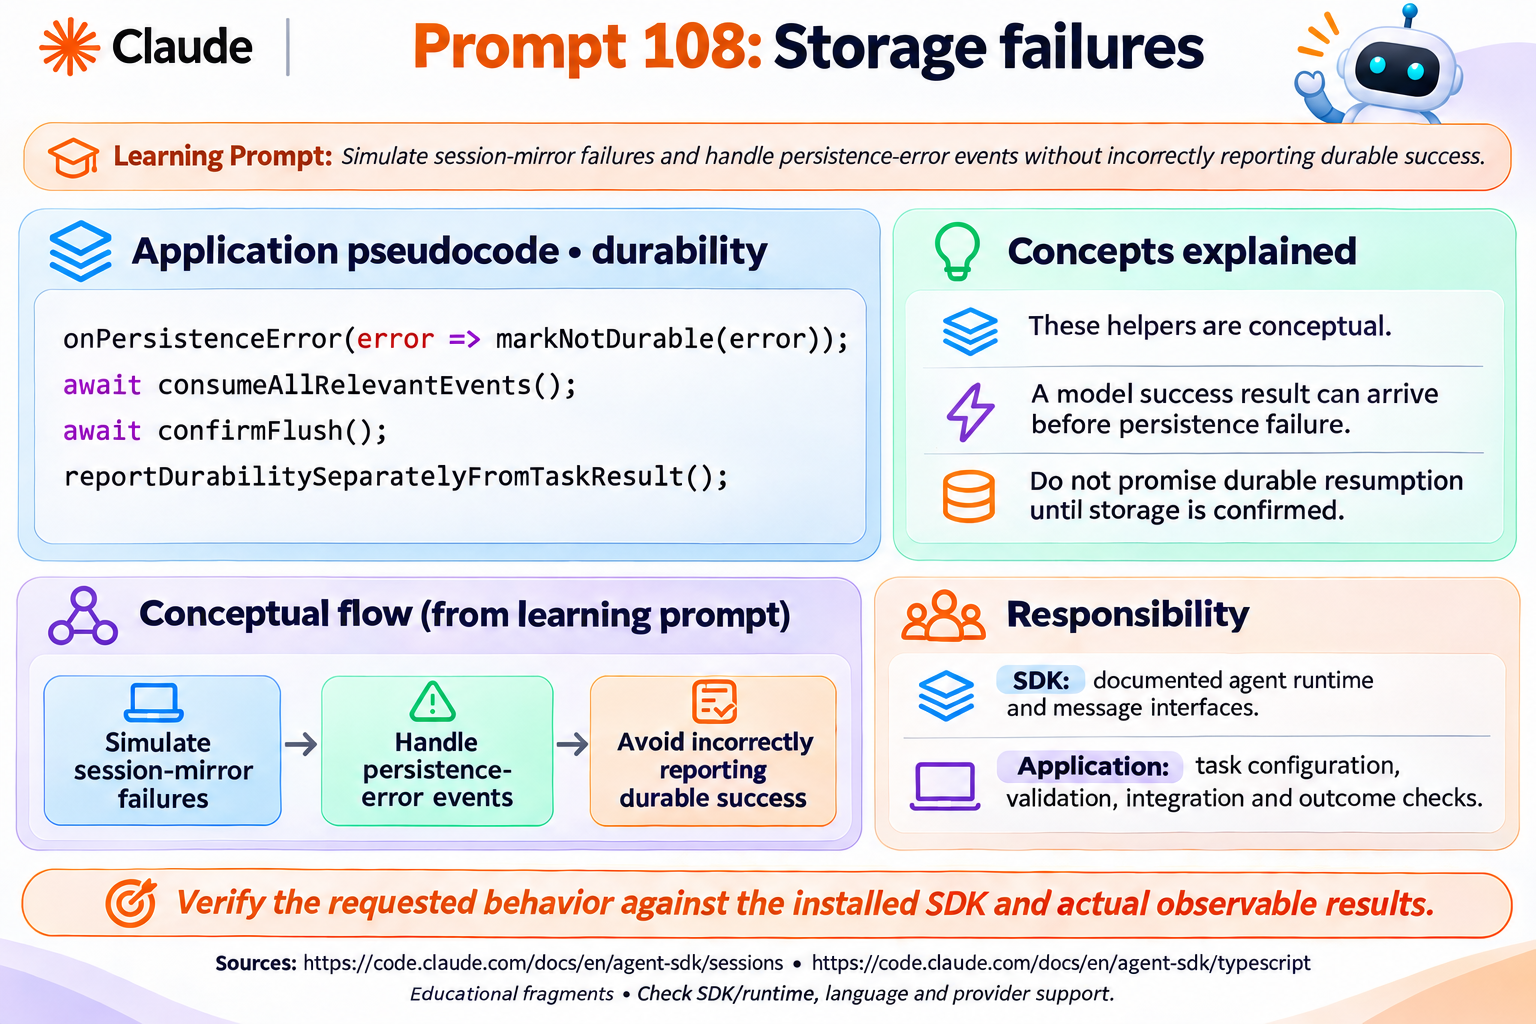 Claude
Prompt 108: Storage failures
Learning Prompt: Simulate session-mirror failures and handle persistence-error events without incorrectly reporting durable success.
Application pseudocode • durability
onPersistenceError(error => markNotDurable(error));
await consumeAllRelevantEvents();
await confirmFlush();
reportDurabilitySeparatelyFromTaskResult();
Concepts explained
These helpers are conceptual.
A model success result can arrive
before persistence failure.
Do not promise durable resumption
until storage is confirmed.
Conceptual flow (from learning prompt)
Simulate
session-mirror
failures
Handle
persistence-
error events
Avoid incorrectly
reporting
durable success
Responsibility
SDK: documented agent runtime
and message interfaces.
Application: task configuration,
validation, integration and outcome checks.
Verify the requested behavior against the installed SDK and actual observable results.
Sources: https://code.claude.com/docs/en/agent-sdk/sessions • https://code.claude.com/docs/en/agent-sdk/typescript
Educational fragments • Check SDK/runtime, language and provider support.